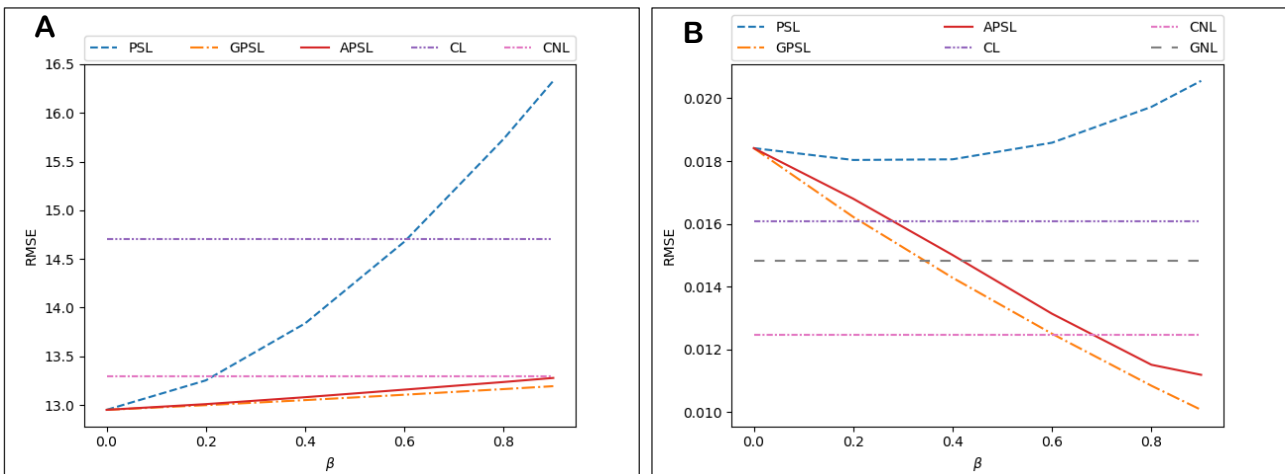 A
PSL GPSL APSL CL CNL
16.5
16.0
15.5
15.0
14.5
14.0
13.5
13.0
RMSE
0.0 0.2 0.4 0.6 0.8
β
B
PSL APSL CNL
GPSL CL GNL
0.020
0.018
0.016
0.014
0.012
0.010
RMSE
0.0 0.2 0.4 0.6 0.8
β